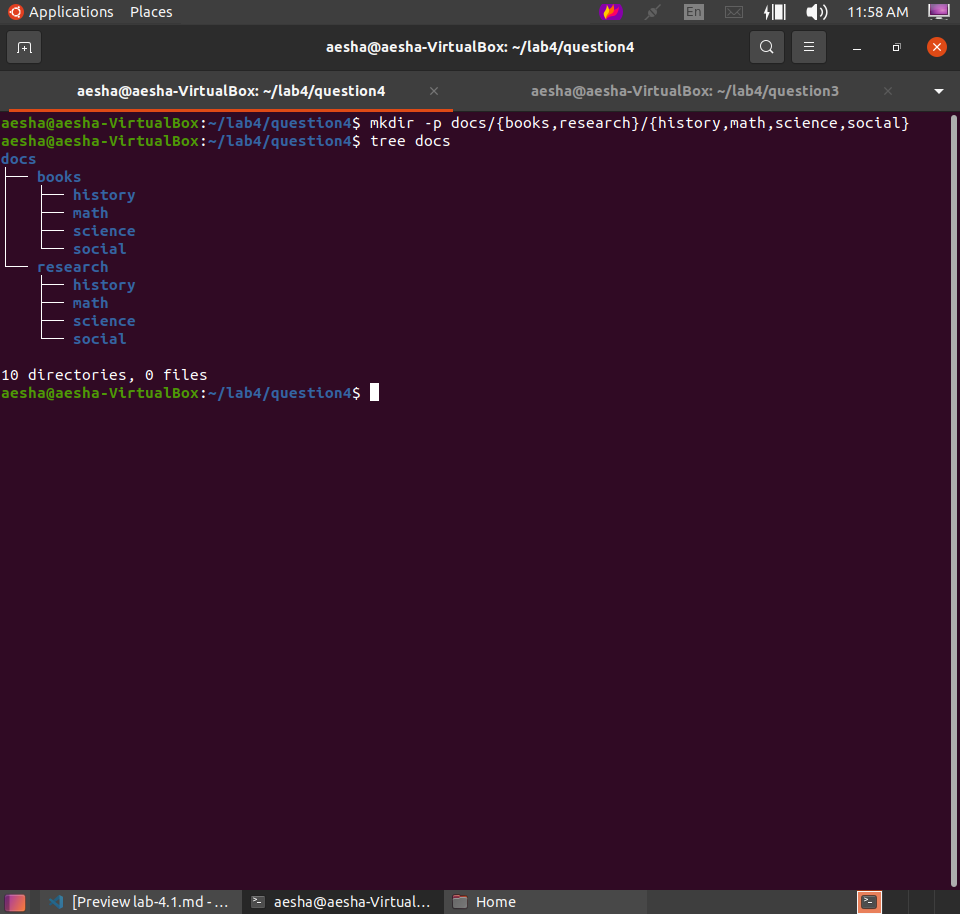 Applications Places En 11:58 AM
aesha@aesha-VirtualBox: ~/lab4/question4
aesha@aesha-VirtualBox: ~/lab4/question4 × aesha@aesha-VirtualBox: ~/lab4/question3 ×
aesha@aesha-VirtualBox:~/lab4/question4$ mkdir -p docs/{books,research}/{history,math,science,social}
aesha@aesha-VirtualBox:~/lab4/question4$ tree docs
docs
├── books
│   ├── history
│   ├── math
│   ├── science
│   └── social
└── research
    ├── history
    ├── math
    ├── science
    └── social
10 directories, 0 files
aesha@aesha-VirtualBox:~/lab4/question4$
[Preview lab-4.1.md - ... aesha@aesha-Virtual... Home